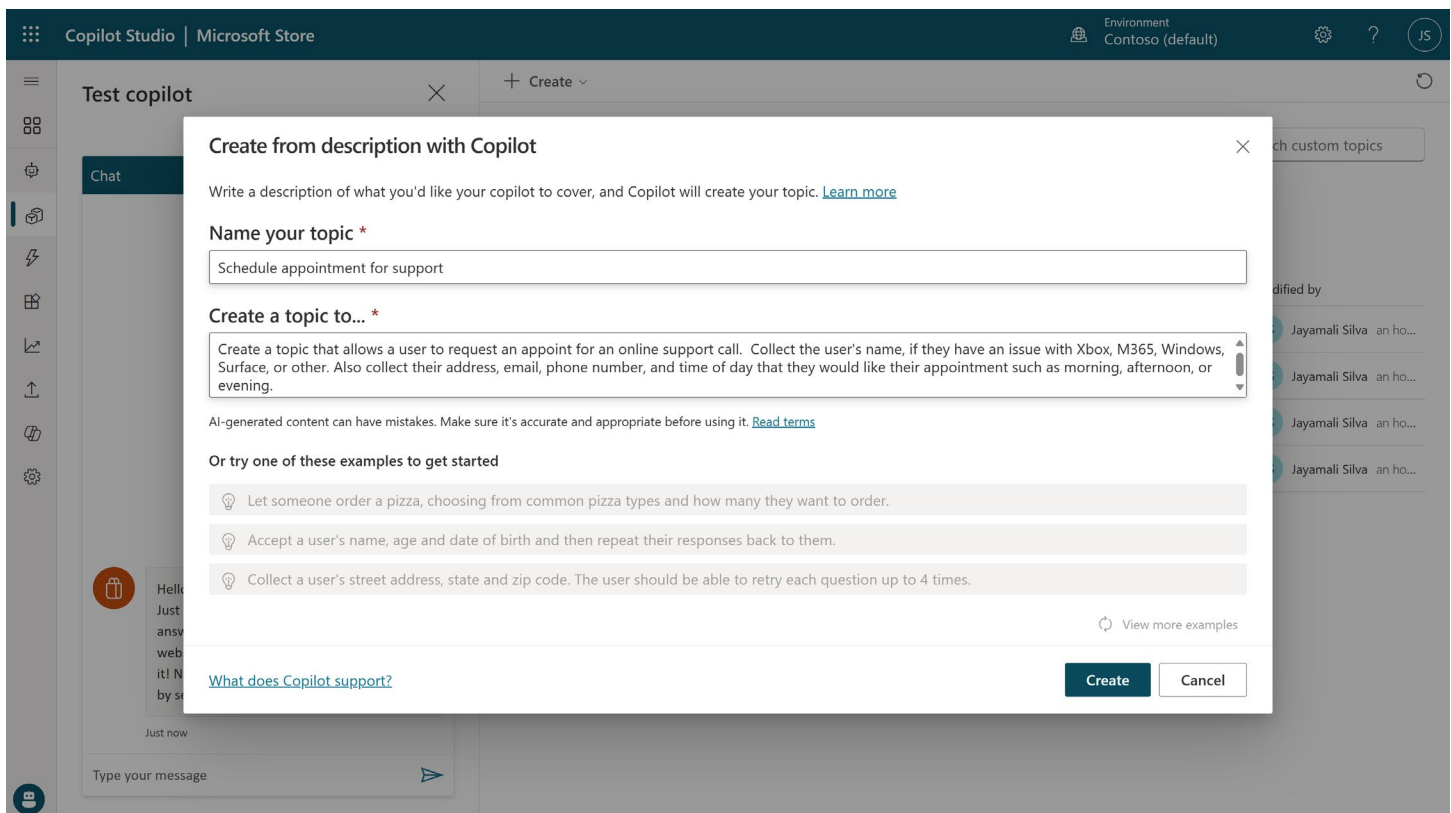 Copilot Studio | Microsoft Store
Environment
Contoso (default)
?
JS
Test copilot
+ Create
Chat
Create from description with Copilot
Write a description of what you'd like your copilot to cover, and Copilot will create your topic. Learn more
Name your topic *
Schedule appointment for support
Create a topic to... *
Create a topic that allows a user to request an appoint for an online support call. Collect the user's name, if they have an issue with Xbox, M365, Windows,
Surface, or other. Also collect their address, email, phone number, and time of day that they would like their appointment such as morning, afternoon, or
evening.
AI-generated content can have mistakes. Make sure it's accurate and appropriate before using it. Read terms
Or try one of these examples to get started
Let someone order a pizza, choosing from common pizza types and how many they want to order.
Accept a user's name, age and date of birth and then repeat their responses back to them.
Collect a user's street address, state and zip code. The user should be able to retry each question up to 4 times.
View more examples
What does Copilot support?
Create
Cancel
ch custom topics
dified by
Jayamali Silva an ho...
Jayamali Silva an ho...
Jayamali Silva an ho...
Jayamali Silva an ho...
Hello
Just
answ
web
it! N
by se
Just now
Type your message